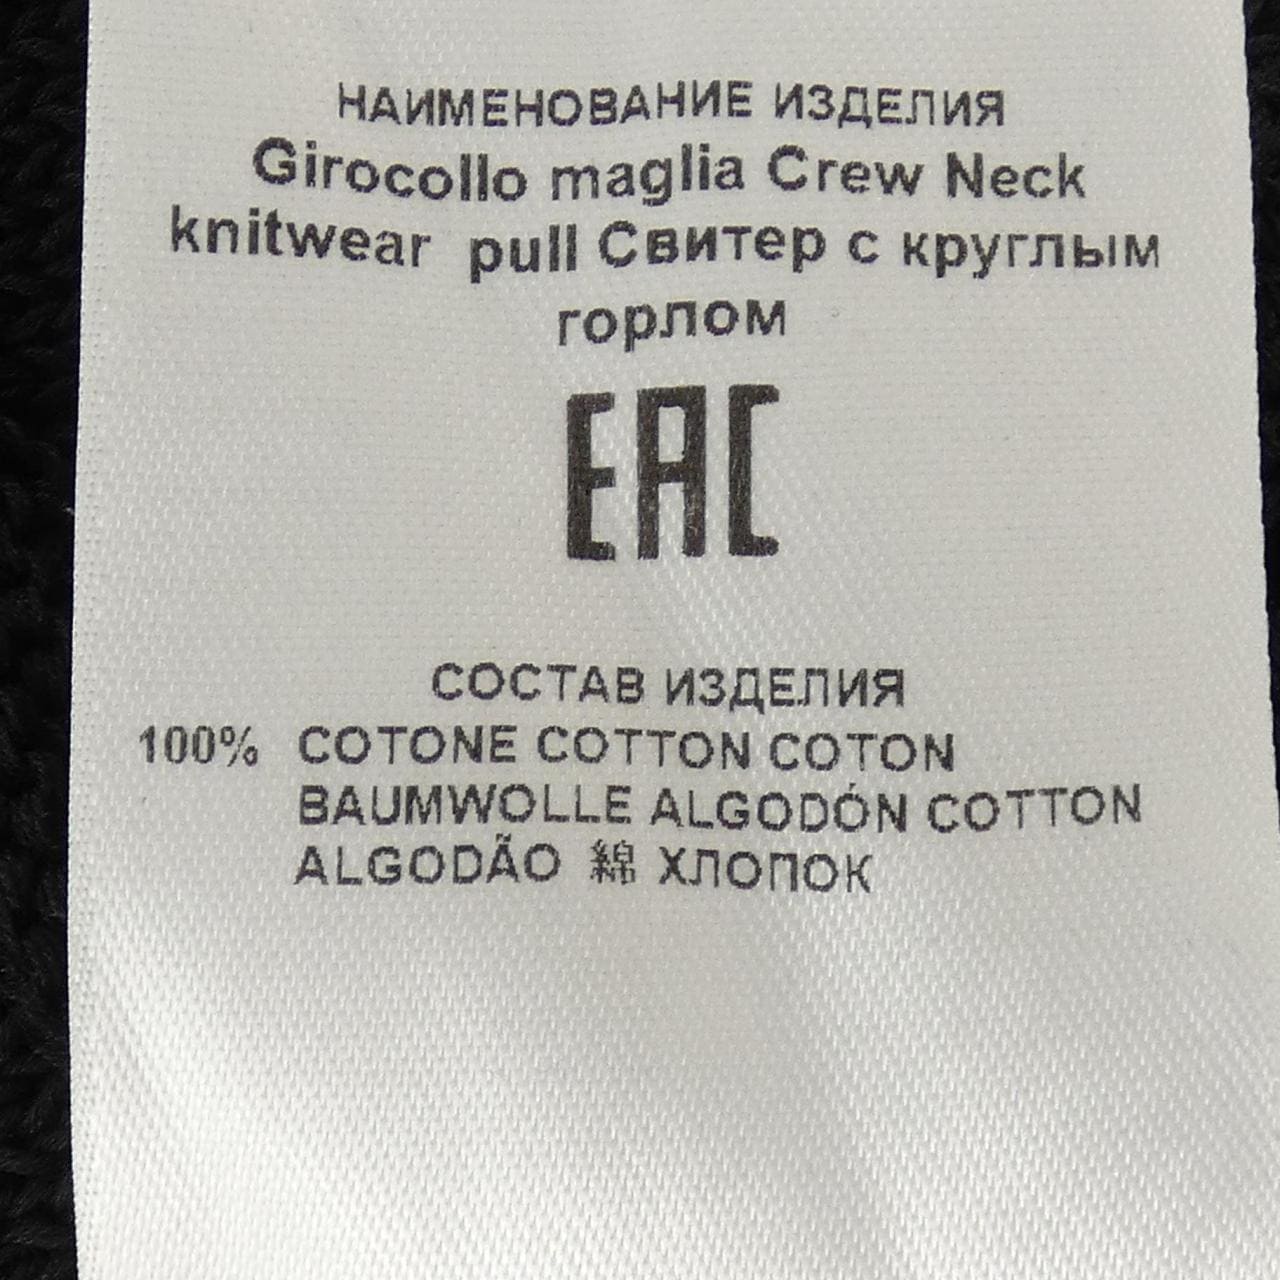 НАИМЕНОВАНИЕ ИЗДЕЛИЯ
Girocollo maglia Crew Neck
knitwear pull Свитер с круглым
горлом
EAC
СОСТАВ ИЗДЕЛИЯ
100% COTONE COTTON COTON
BAUMWOLLE ALGODÓN COTTON
ALGODÃO 綿 ХЛОПОК